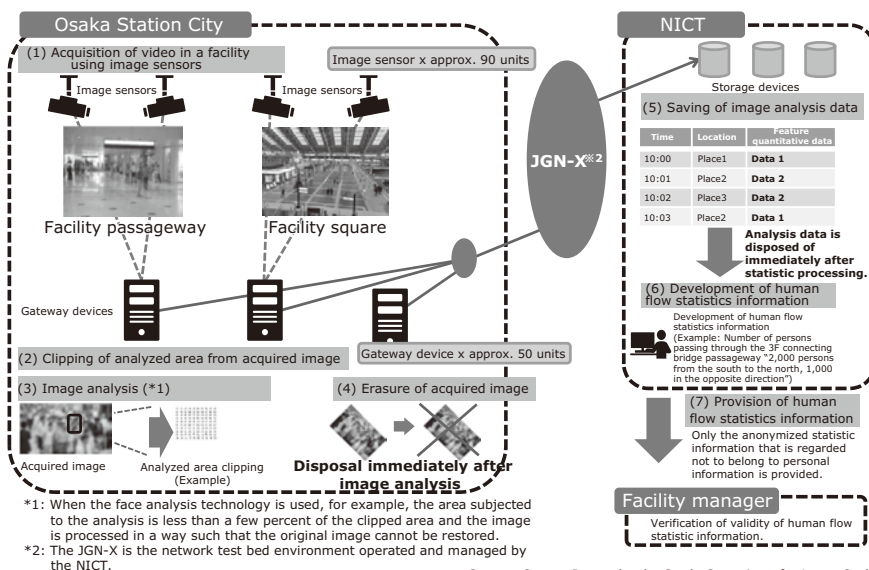 Osaka Station City
(1) Acquisition of video in a facility
using image sensors
Image sensor x approx. 90 units
Image sensors
Image sensors
Facility passageway
Facility square
Gateway devices
(2) Clipping of analyzed area from acquired image
Gateway device x approx. 50 units
(3) Image analysis (*1)
(4) Erasure of acquired image
Acquired image
Analyzed area clipping
(Example)
Disposal immediately after
image analysis
*1: When the face analysis technology is used, for example, the area subjected
to the analysis is less than a few percent of the clipped area and the image
is processed in a way such that the original image cannot be restored.
*2: The JGN-X is the network test bed environment operated and managed by
the NICT.
JGN-X※2
NICT
Storage devices
(5) Saving of image analysis data
Time Location Feature
quantitative data
10:00 Place1 Data 1
10:01 Place2 Data 2
10:02 Place3 Data 2
10:03 Place2 Data 1
Analysis data is
disposed of
immediately after
statistic processing.
(6) Development of human
flow statistics information
Development of human flow
statistics information
(Example: Number of persons
passing through the 3F connecting
bridge passageway "2,000 persons
from the south to the north, 1,000
in the opposite direction")
(7) Provision of human
flow statistics information
Only the anonymized statistic
information that is regarded
not to belong to personal
information is provided.
Facility manager
Verification of validity of human flow
statistic information.